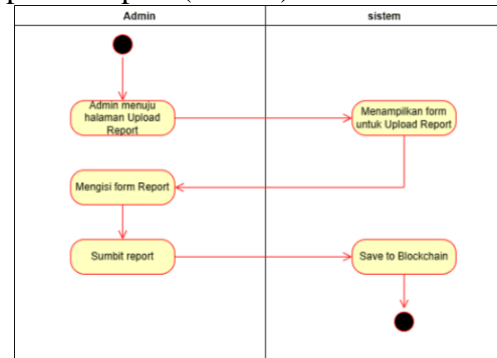 Admin
sistem
Admin menuju
halaman Upload
Report
Menampilkan form
untuk Upload Report
Mengisi form Report
Sumbit report
Save to Blockchain